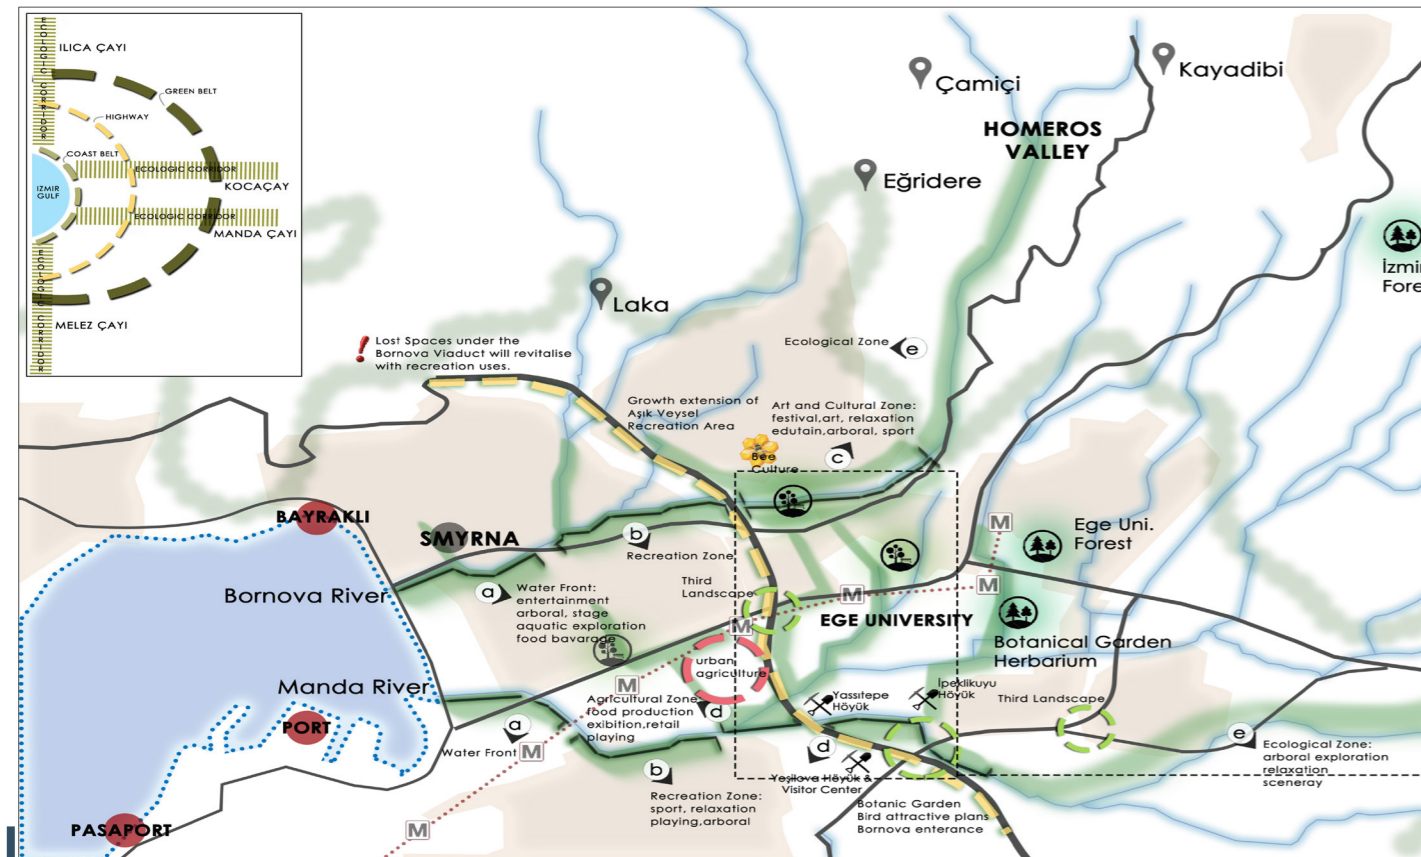 ECOLOGIC CORRIDOR
ILICA ÇAYI
GREEN BELT
HIGHWAY
COAST BELT
ECOLOGIC CORRIDOR
KOCAÇAY
IZMIR
GULF
ECOLOGIC CORRIDOR
MANDA ÇAYI
ECOLOGIC CORRIDOR
MELEZ ÇAYI
Çamiçi
Kayadibi
HOMEROS
VALLEY
Eğridere
İzmir
Fore
Laka
! Lost Spaces under the
Bornova Viaduct will revitalise
with recreation uses.
Ecological Zone
e
Growth extension of
Aşık Veysel
Recreation Area
Art and Cultural Zone:
festival,art, relaxation
edutain,arboral, sport
c
Bee
Culture
BAYRAKLI
SMYRNA
b
Recreation Zone
M
Ege Uni.
Forest
Bornova River
a
Water Front:
entertainment
arboral, stage
aquatic exploration
food bavarage
Third
Landscape
M
M
M
EGE UNIVERSITY
Botanical Garden
Herbarium
urban
agriculture
Manda River
M
Agricultural Zone:
food production
exibition,retail
playing
d
Yassıtepe
Höyük
İpeklikuyu
Höyük
Third Landscape
PORT
a
Water Front
M
b
Recreation Zone:
sport, relaxation
playing,arboral
d
Yeşilova Höyük &
Visitor Center
Botanic Garden
Bird attractive plans
Bornova enterance
e
Ecological Zone:
arboral exploration
relaxation
sceneray
PASAPORT
M